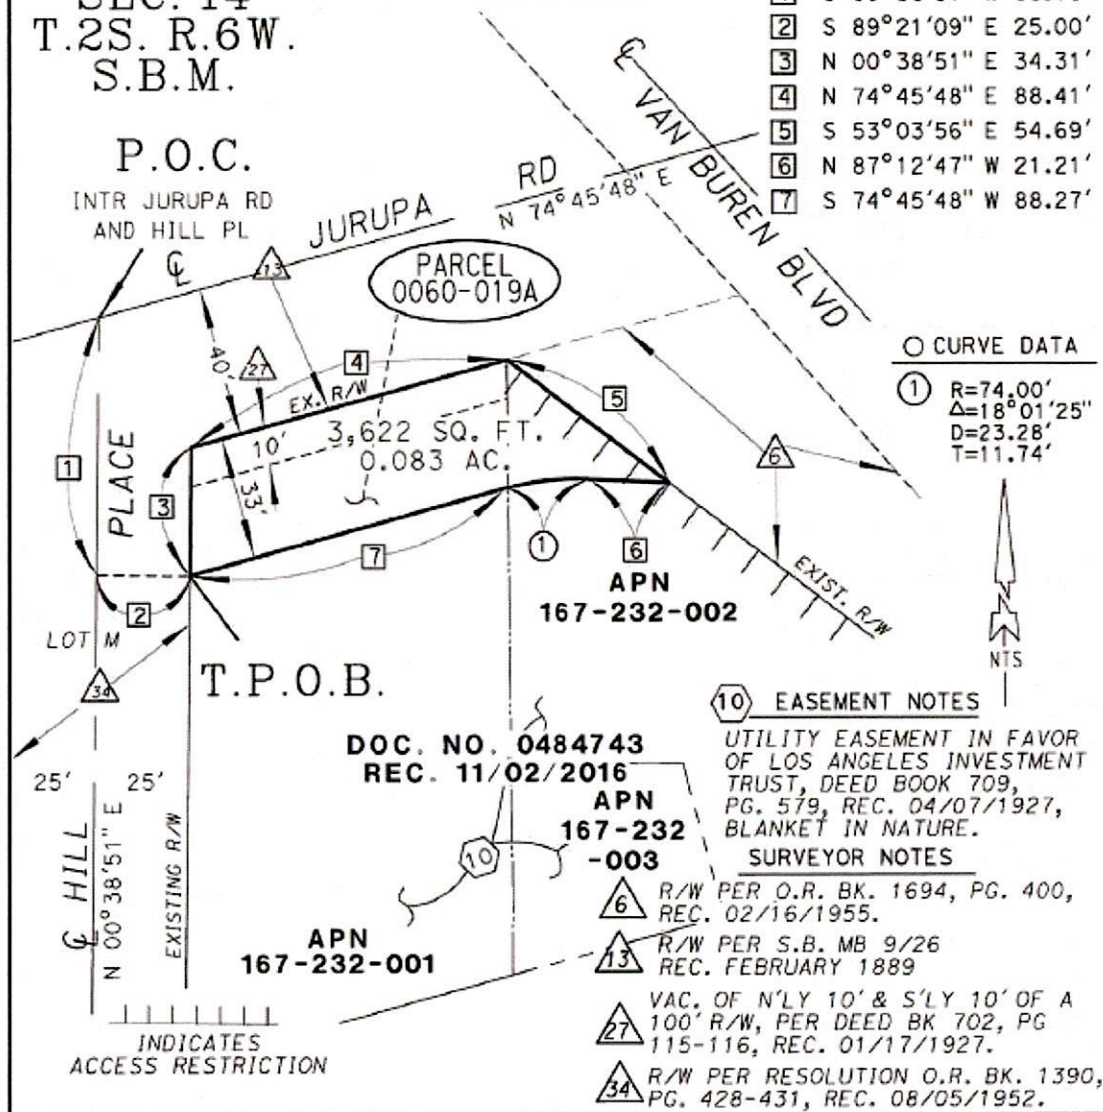 T.2S. R.6W.
S.B.M.
2 S 89°21'09" E 25.00'
3 N 00°38'51" E 34.31'
4 N 74°45'48" E 88.41'
5 S 53°03'56" E 54.69'
6 N 87°12'47" W 21.21'
7 S 74°45'48" W 88.27'
P.O.C.
INTR JURUPA RD
AND HILL PL
℄
JURUPA
RD
N 74°45'48" E
℄ VAN BUREN BLVD
13
PARCEL
0060-019A
40'
27
4
EX. R/W
10'
3,622 SQ. FT.
0.083 AC.
33'
5
6
CURVE DATA
1 R=74.00'
Δ=18°01'25"
D=23.28'
T=11.74'
1
PLACE
3
7
1
6
2
APN
167-232-002
EXIST. R/W
N
NTS
LOT M
34
T.P.O.B.
DOC. NO. 0484743
REC. 11/02/2016
APN
167-232
-003
10
25'
25'
℄ HILL
N 00°38'51" E
EXISTING R/W
APN
167-232-001
INDICATES
ACCESS RESTRICTION
10 EASEMENT NOTES
UTILITY EASEMENT IN FAVOR
OF LOS ANGELES INVESTMENT
TRUST, DEED BOOK 709,
PG. 579, REC. 04/07/1927,
BLANKET IN NATURE.
SURVEYOR NOTES
6 R/W PER O.R. BK. 1694, PG. 400,
REC. 02/16/1955.
13 R/W PER S.B. MB 9/26
REC. FEBRUARY 1889
27 VAC. OF N'LY 10' & S'LY 10' OF A
100' R/W, PER DEED BK 702, PG
115-116, REC. 01/17/1927.
34 R/W PER RESOLUTION O.R. BK. 1390,
PG. 428-431, REC. 08/05/1952.